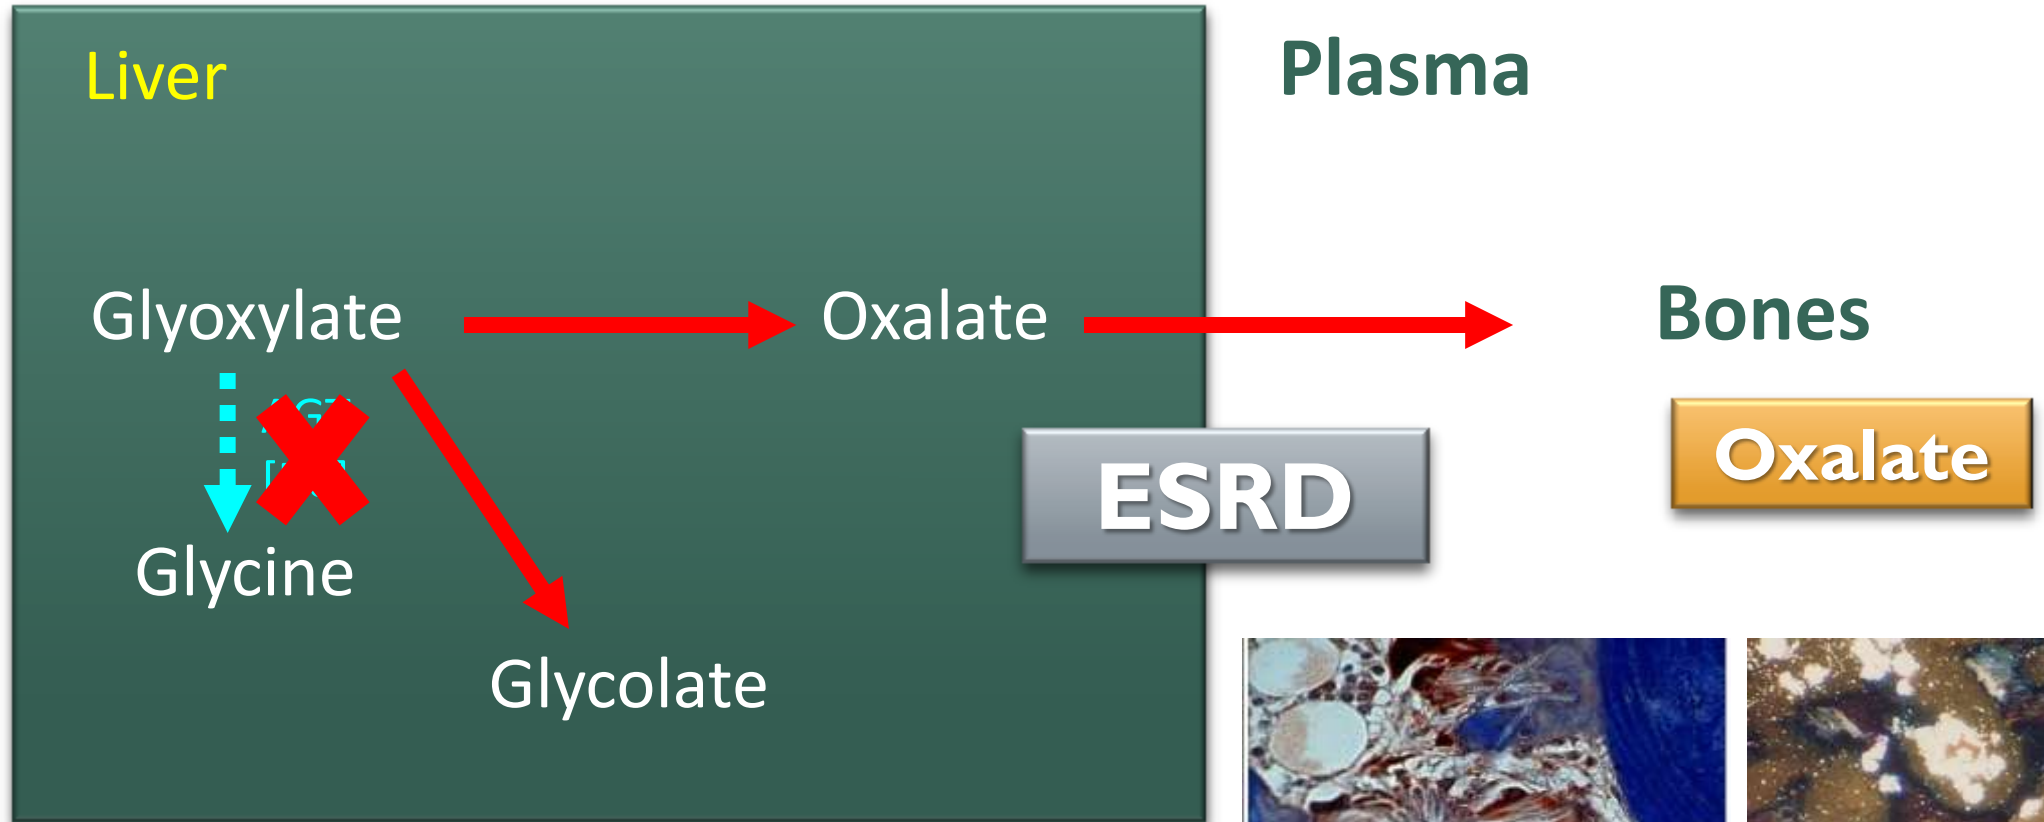 Liver
Plasma
Glyoxylate
Oxalate
Bones
Oxalate
ESRD
Glycine
Glycolate